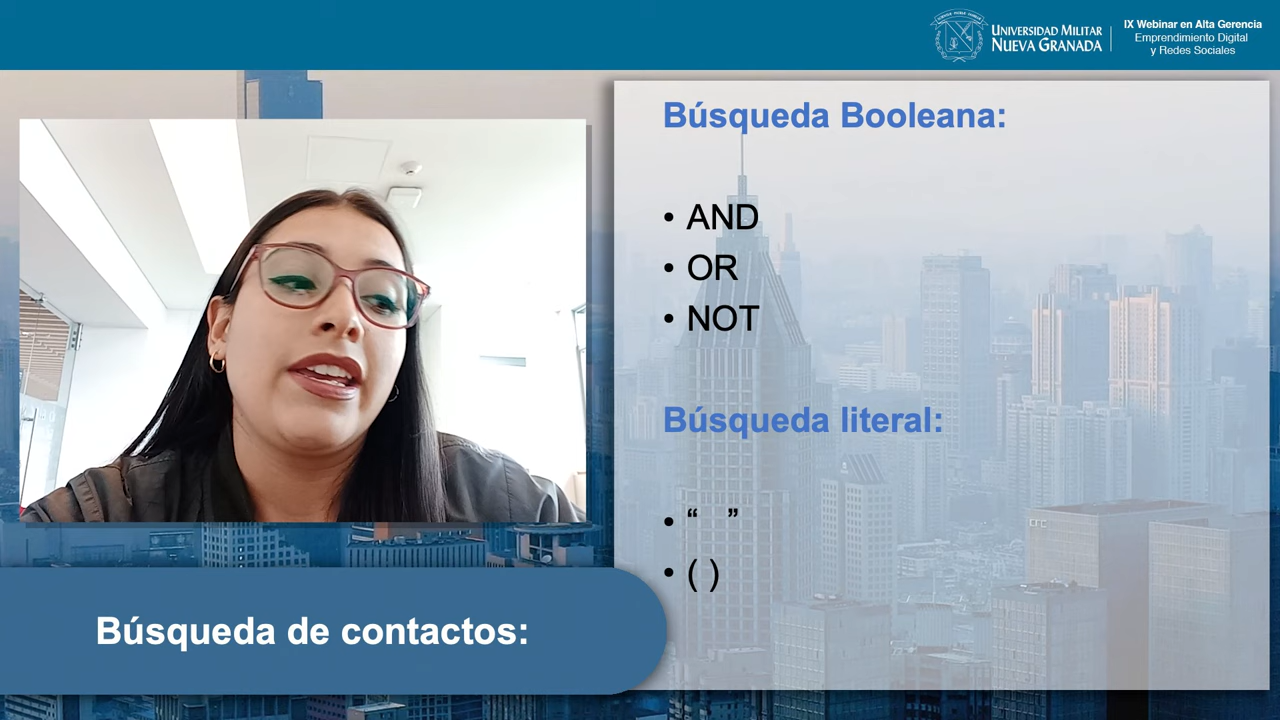 UNIVERSIDAD MILITAR
NUEVA GRANADA
IX Webinar en Alta Gerencia
Emprendimiento Digital
y Redes Sociales
Búsqueda Booleana:
• AND
• OR
• NOT
Búsqueda literal:
• “ ”
• ( )
Búsqueda de contactos: